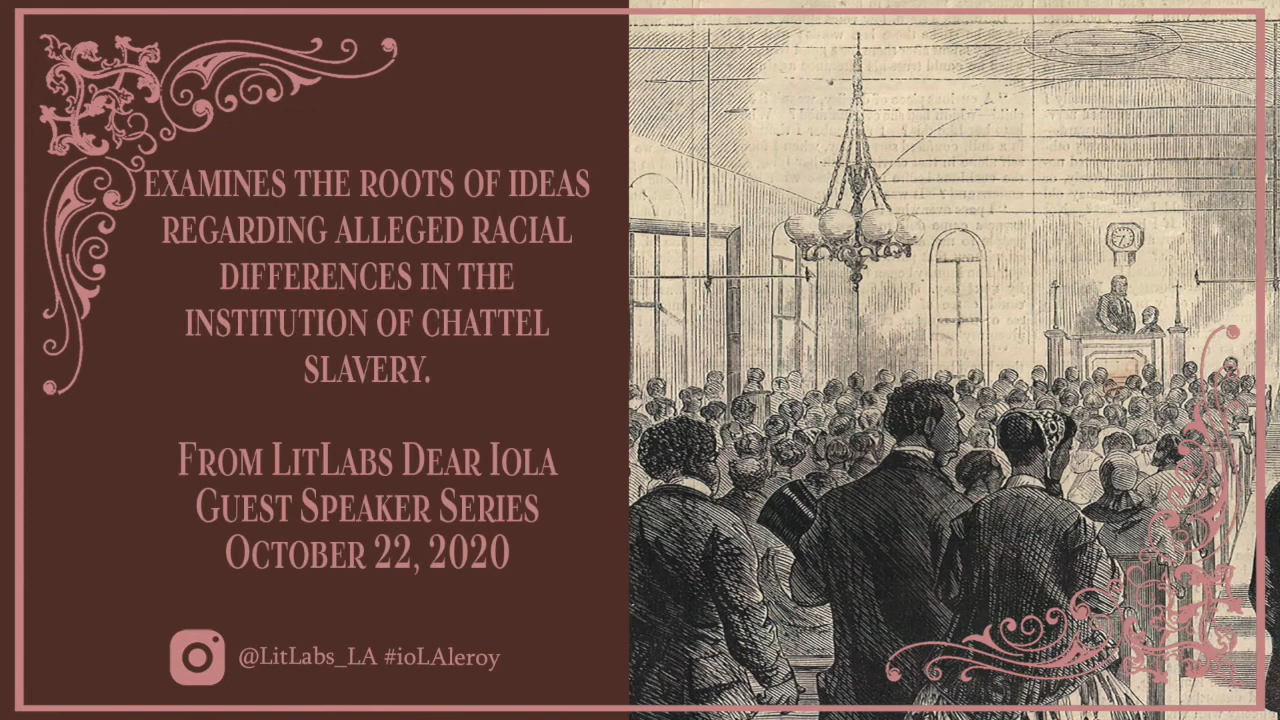 EXAMINES THE ROOTS OF IDEAS
REGARDING ALLEGED RACIAL
DIFFERENCES IN THE
INSTITUTION OF CHATTEL
SLAVERY.
FROM LITLABS DEAR IOLA
GUEST SPEAKER SERIES
OCTOBER 22, 2020
@LitLabs_LA #ioLAleroy